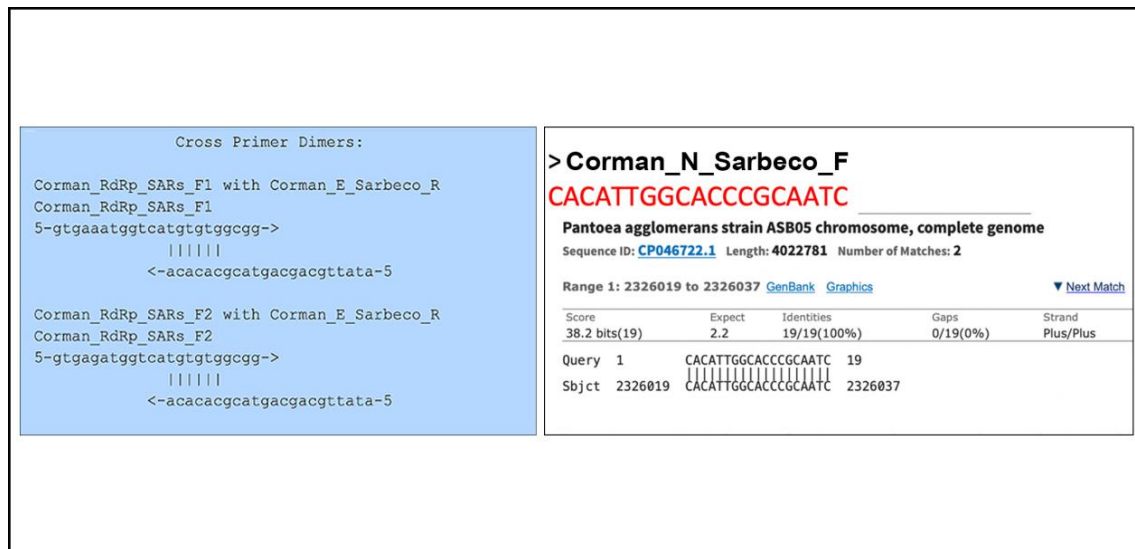 Cross Primer Dimers:
Corman_RdRp_SARs_F1 with Corman_E_Sarbeco_R
Corman_RdRp_SARs_F1
5-gtgaaatggtcatgtgtggcgg->
||||||
<-acacacgcatgacgacgttata-5
Corman_RdRp_SARs_F2 with Corman_E_Sarbeco_R
Corman_RdRp_SARs_F2
5-gtgagatggtcatgtgtggcgg->
||||||
<-acacacgcatgacgacgttata-5
>Corman_N_Sarbeco_F
CACATTGGCACCCGCAATC
Pantoea agglomerans strain ASB05 chromosome, complete genome
Sequence ID: CP046722.1 Length: 4022781 Number of Matches: 2
Range 1: 2326019 to 2326037 GenBank Graphics ▼ Next Match
Score Expect Identities Gaps Strand
38.2 bits(19) 2.2 19/19(100%) 0/19(0%) Plus/Plus
Query 1 CACATTGGCACCCGCAATC 19
|||||||||||||||||||
Sbjct 2326019 CACATTGGCACCCGCAATC 2326037